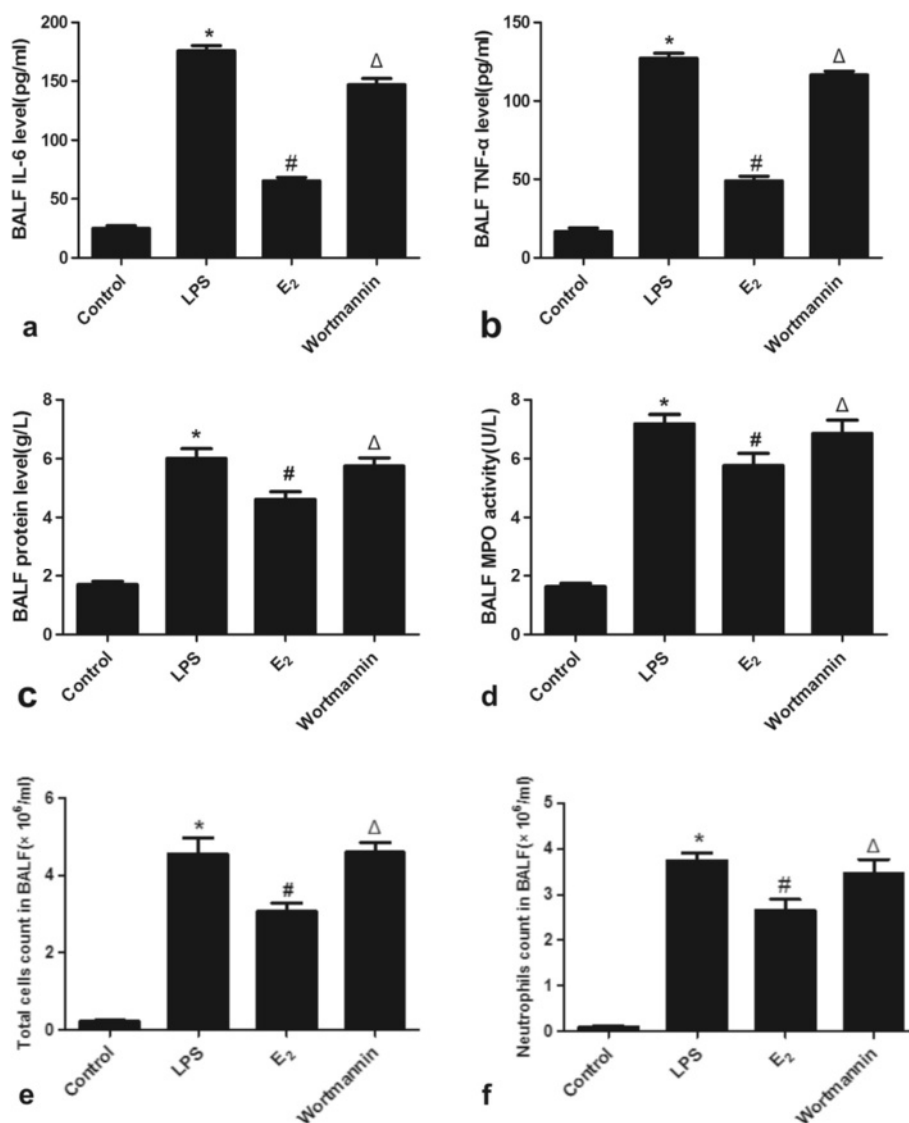 BALF IL-6 level(pg/ml)
200
150
100
50
0
*
#
Δ
Control
LPS
E₂
Wortmannin
a
BALF TNF-α level(pg/ml)
150
100
50
0
*
#
Δ
Control
LPS
E₂
Wortmannin
b
BALF protein level(g/L)
8
6
4
2
0
*
#
Δ
Control
LPS
E₂
Wortmannin
c
BALF MPO activity(U/L)
8
6
4
2
0
*
#
Δ
Control
LPS
E₂
Wortmannin
d
Total cells count in BALF(× 10⁶/ml)
6
4
2
0
*
#
Δ
Control
LPS
E₂
Wortmannin
e
Neutrophils count in BALF(× 10⁶/ml)
5
4
3
2
1
0
*
#
Δ
Control
LPS
E₂
Wortmannin
f